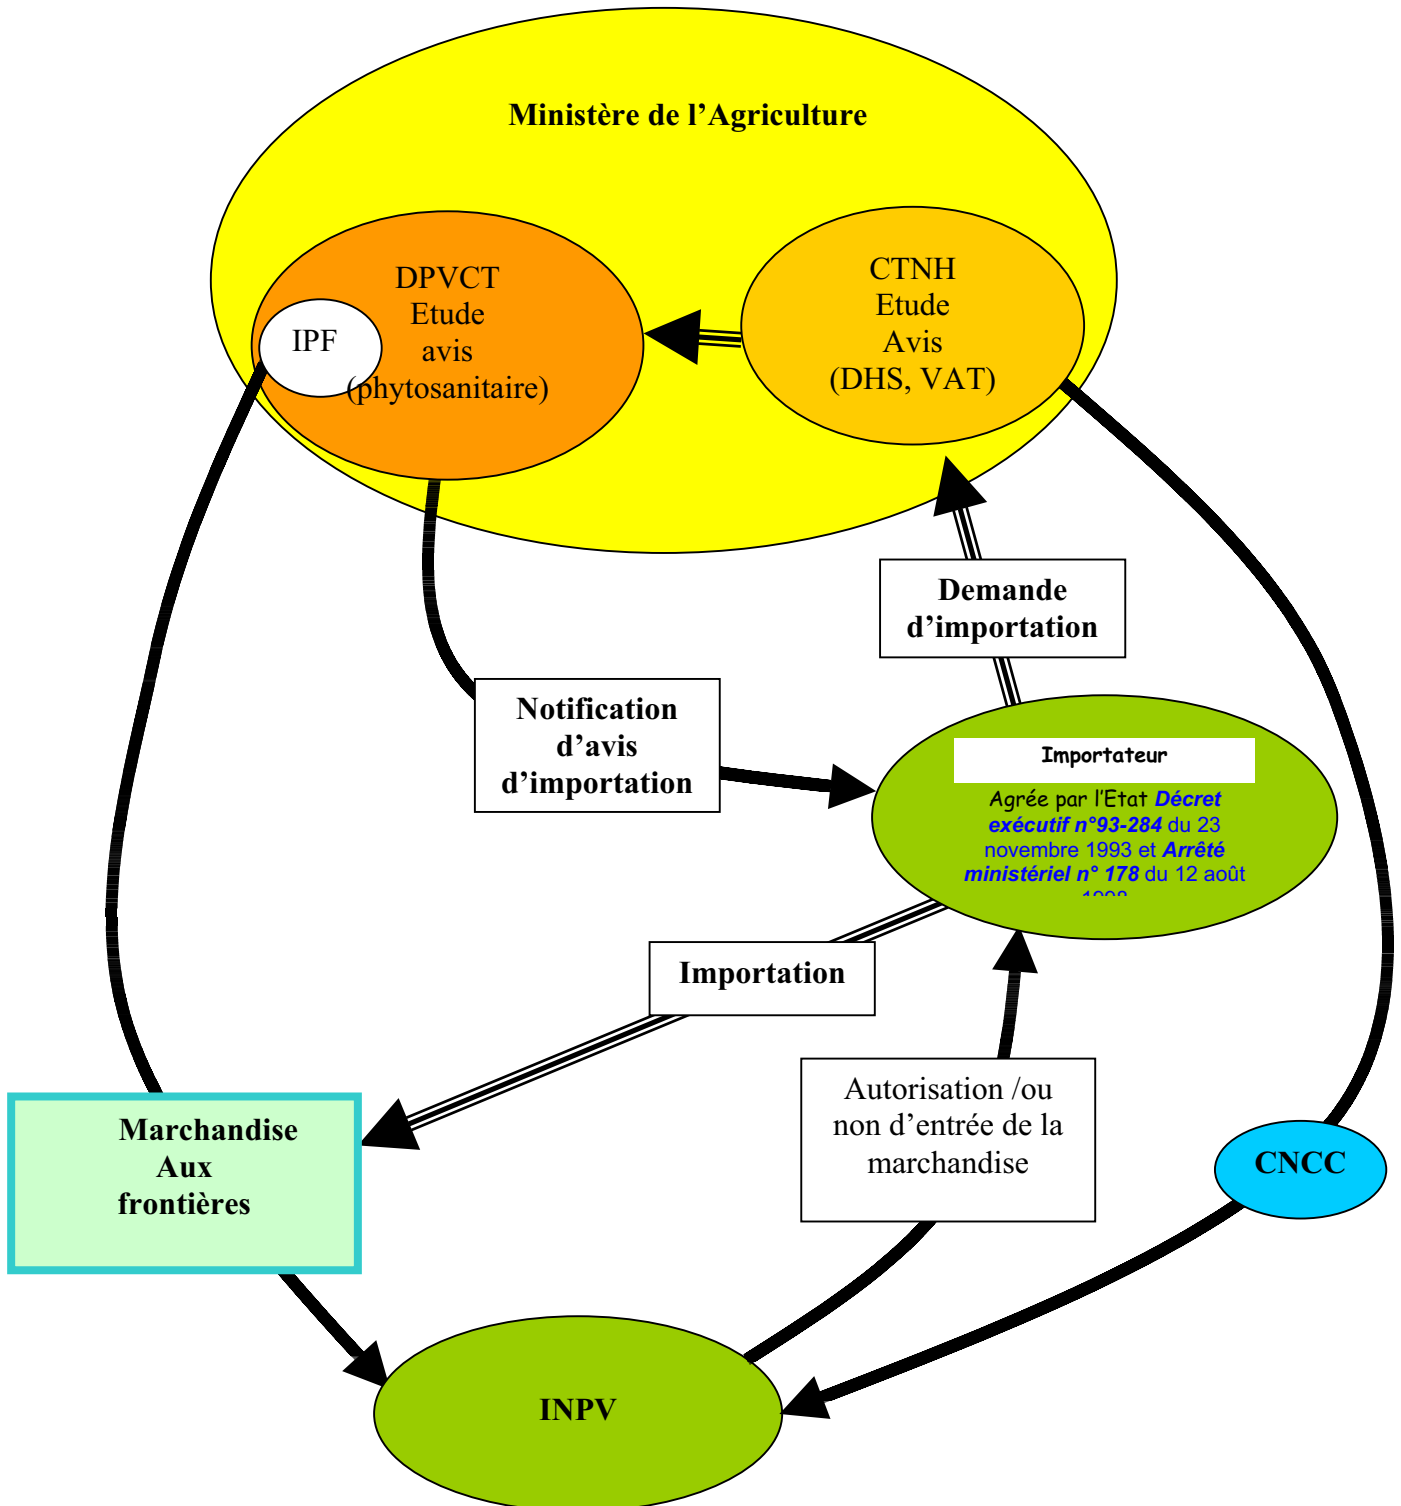 Ministère de l’Agriculture
DPVCT
Etude
avis
(phytosanitaire)
IPF
CTNH
Etude
Avis
(DHS, VAT)
Demande
d’importation
Notification
d’avis
d’importation
Importateur
Agrée par l’Etat Décret
exécutif n°93-284 du 23
novembre 1993 et Arrêté
ministériel n° 178 du 12 août
Importation
Autorisation /ou
non d’entrée de la
marchandise
Marchandise
Aux
frontières
CNCC
INPV